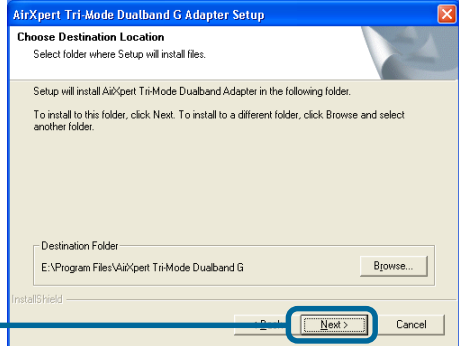 AirXpert Tri-Mode Dualband G Adapter Setup
Choose Destination Location
Select folder where Setup will install files.
Setup will install AirXpert Tri-Mode Dualband Adapter in the following folder.
To install to this folder, click Next. To install to a different folder, click Browse and select
another folder.
Destination Folder
E:\Program Files\AirXpert Tri-Mode Dualband G
Browse...
InstallShield
Next >
Cancel